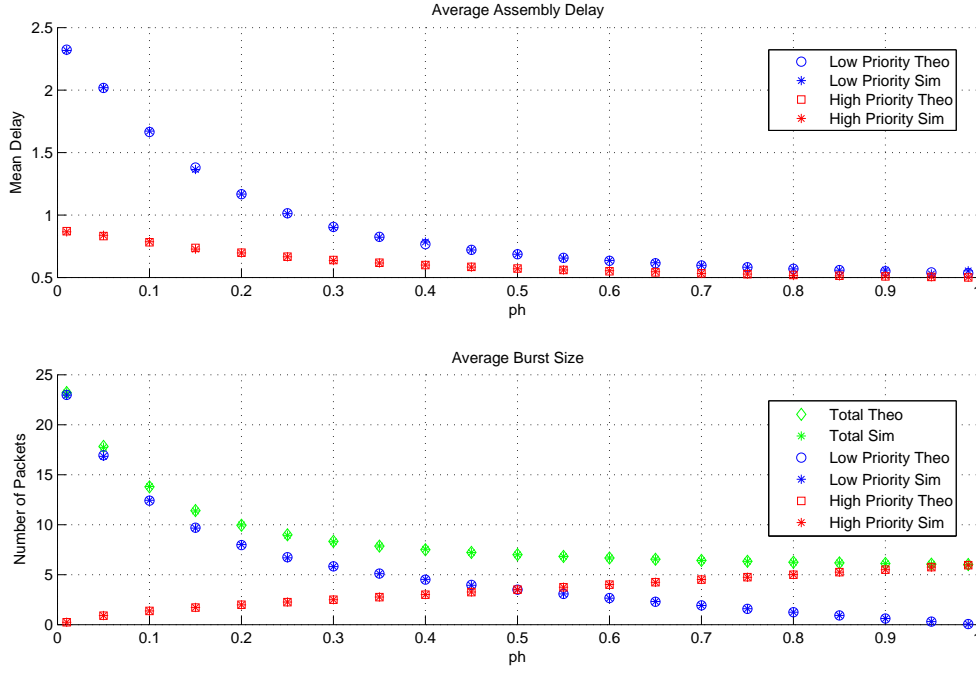 Average Assembly Delay
2.5
2
1.5
1
0.5
Mean Delay
Low Priority Theo
Low Priority Sim
High Priority Theo
High Priority Sim
0 0.1 0.2 0.3 0.4 0.5 0.6 0.7 0.8 0.9 1
ph
Average Burst Size
25
20
15
10
5
0
Number of Packets
Total Theo
Total Sim
Low Priority Theo
Low Priority Sim
High Priority Theo
High Priority Sim
0 0.1 0.2 0.3 0.4 0.5 0.6 0.7 0.8 0.9 1
ph